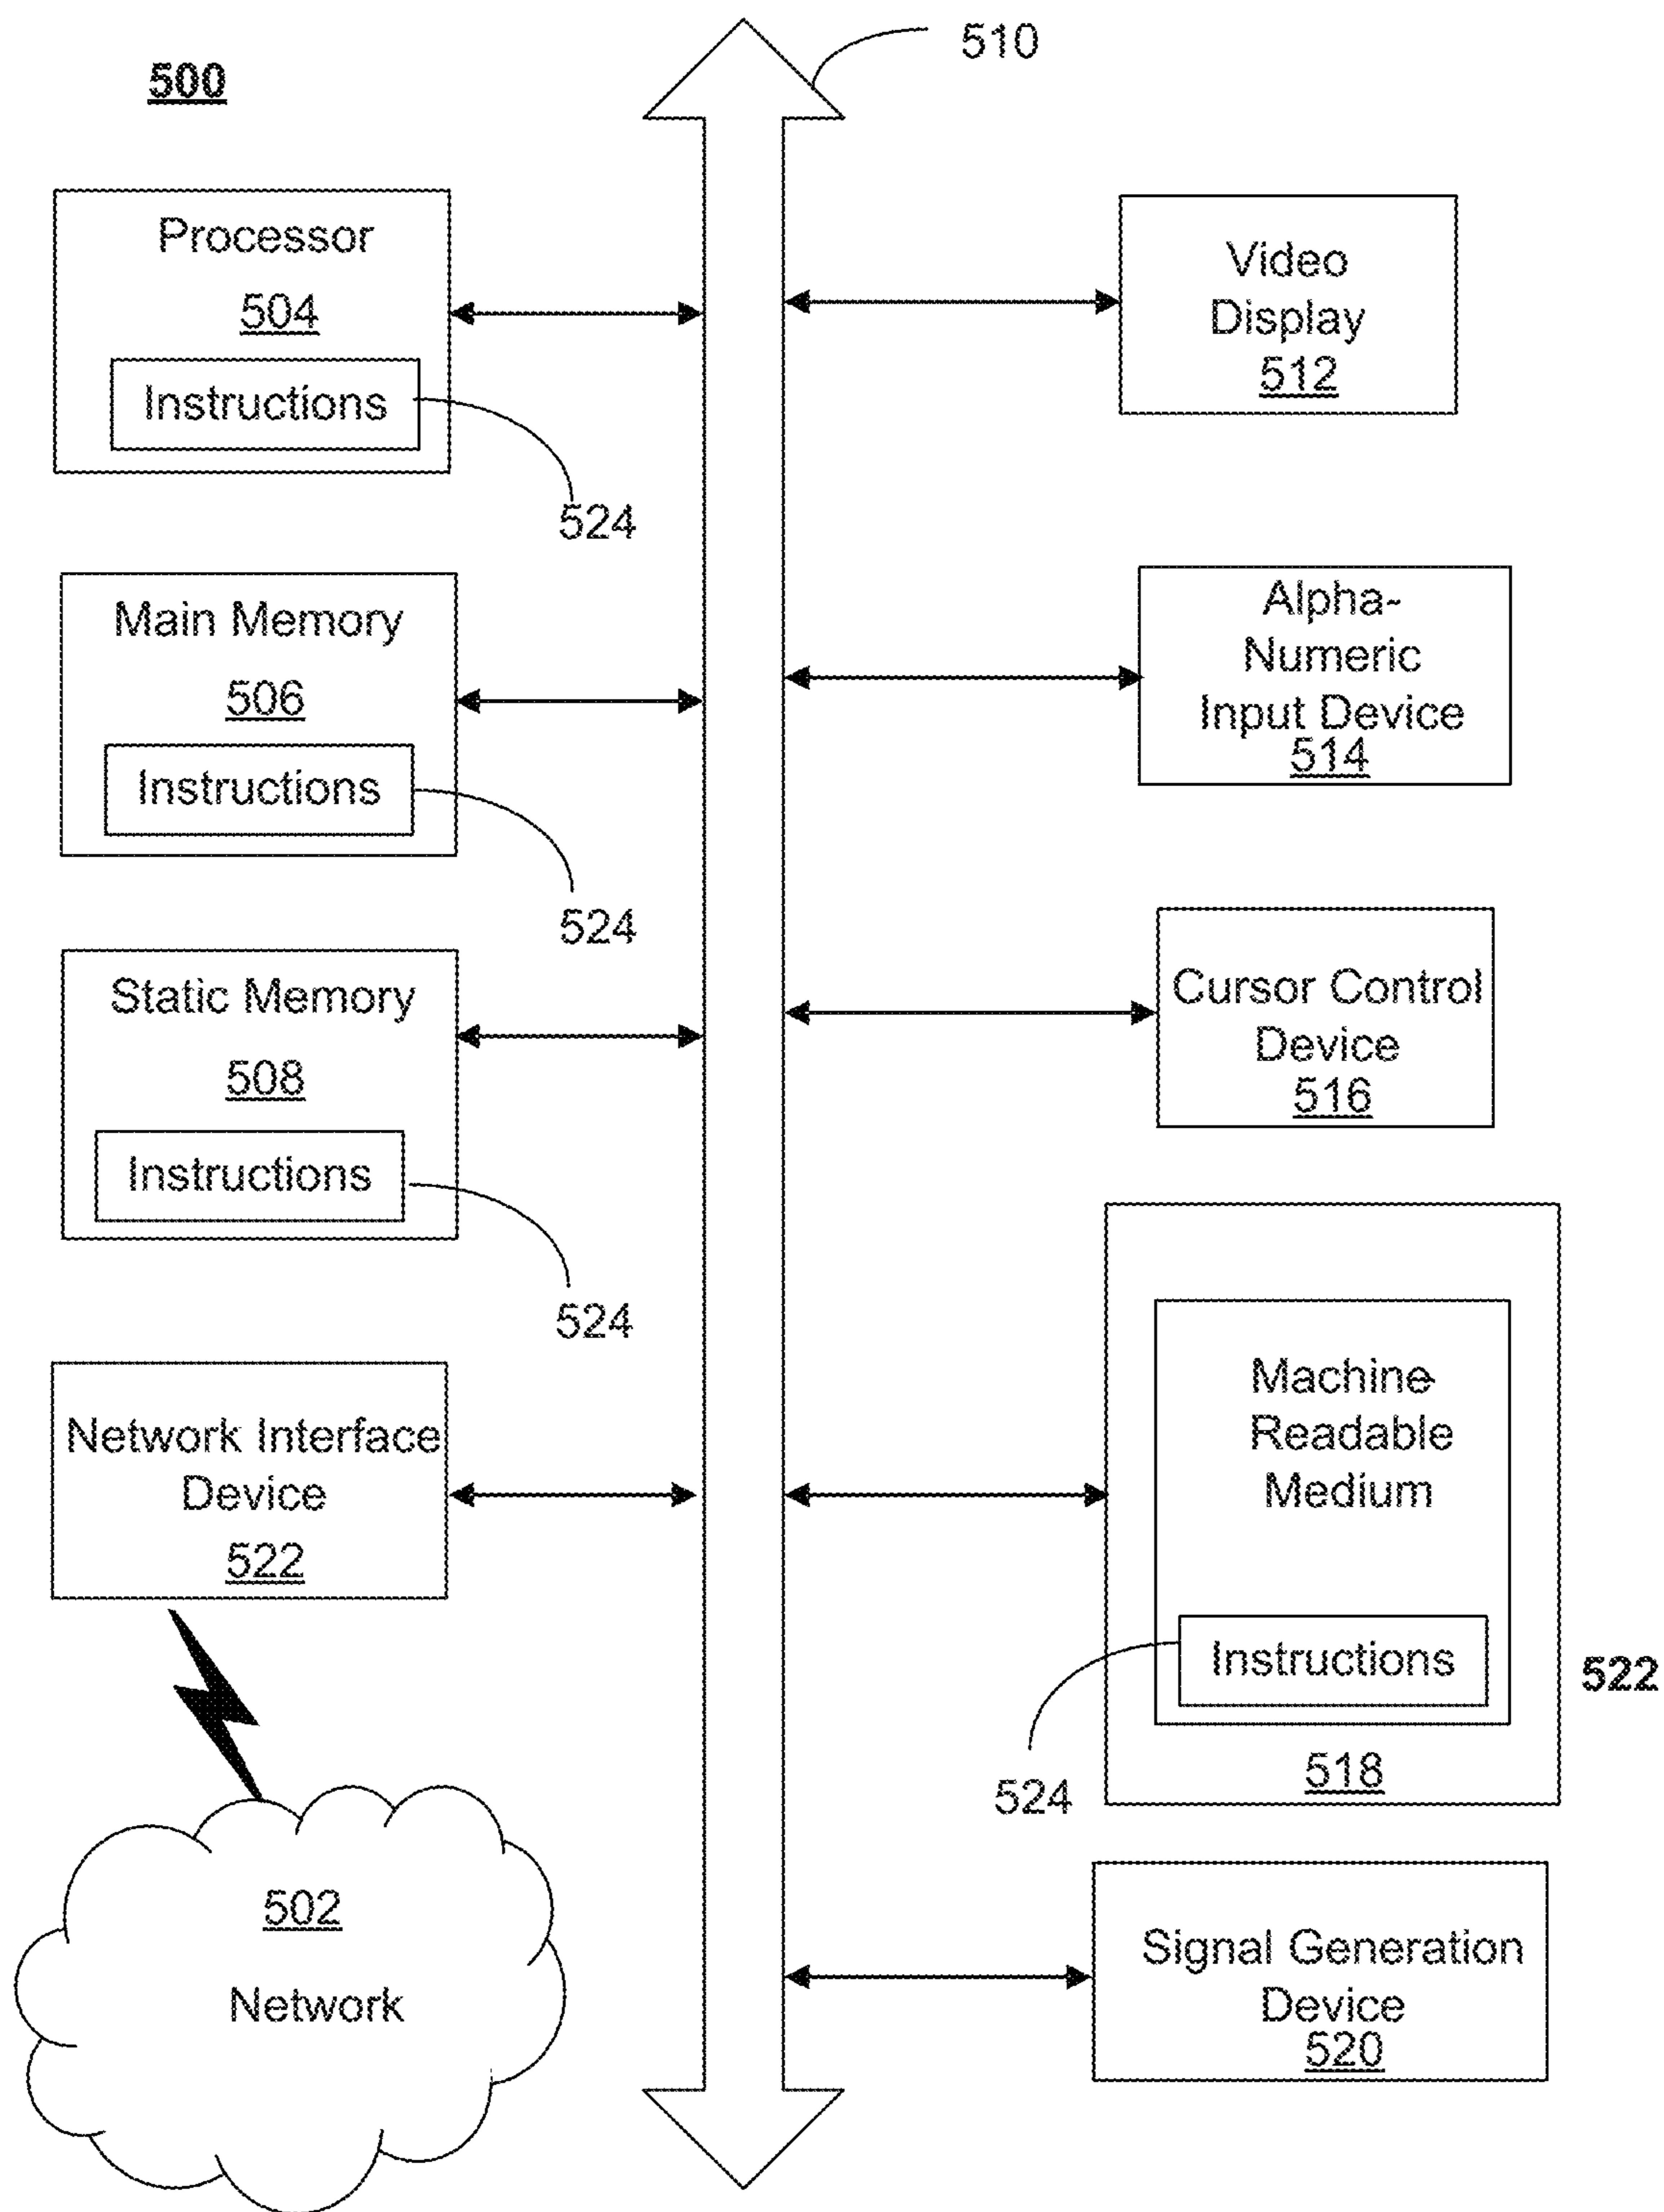 500
510
Processor
504
Instructions
524
Main Memory
506
Instructions
524
Static Memory
508
Instructions
524
Network Interface
Device
522
502
Network
Video
Display
512
Alpha-
Numeric
Input Device
514
Cursor Control
Device
516
Machine-
Readable
Medium
Instructions
522
524
518
Signal Generation
Device
520